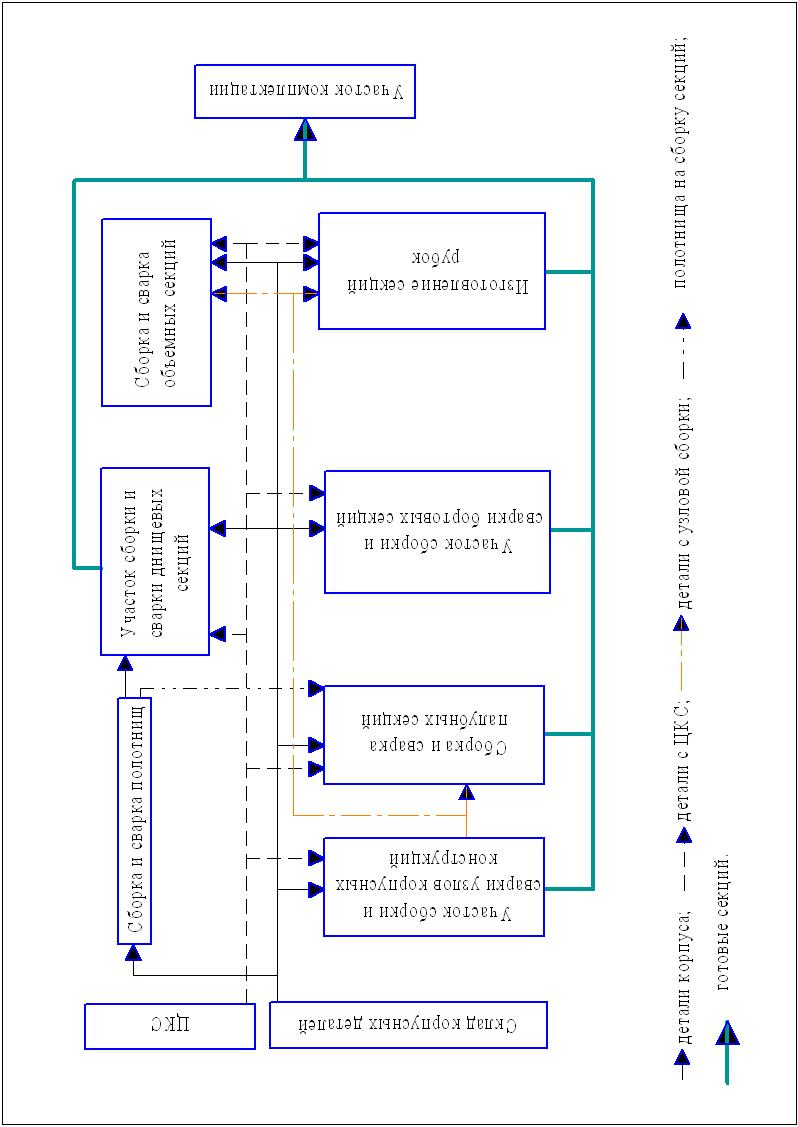 Участок комплектации
Сборка и сварка
объемных секций
Изготовление секций
рубок
Участок сборки и
сварки днищевых
секций
Участок сборки и
сварки бортовых секций
Сборка и сварка полотнищ
Сборка и сварка
палубных секций
Участок сборки и
сварки узлов корпусных
конструкций
ЦКС
Склад корпусных деталей
детали корпуса; детали с ЦКС; детали с узловой сборки; полотнища на сборку секций;
готовые секций.